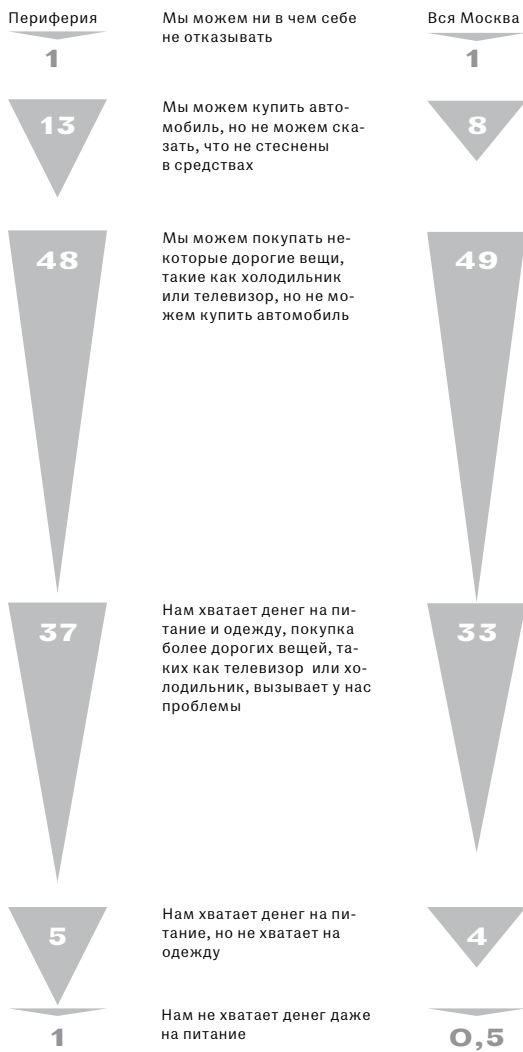 Периферия
Мы можем ни в чем себе
не отказывать
Вся Москва
1
1
13
Мы можем купить авто-
мобиль, но не можем ска-
зать, что не стеснены
в средствах
8
48
Мы можем покупать не-
которые дорогие вещи,
такие как холодильник
или телевизор, но не мо-
жем купить автомобиль
49
37
Нам хватает денег на пи-
тание и одежду, покупка
более дорогих вещей, та-
ких как телевизор или хо-
лодильник, вызывает у нас
проблемы
33
5
Нам хватает денег на пи-
тание, но не хватает на
одежду
4
1
Нам не хватает денег даже
на питание
0,5